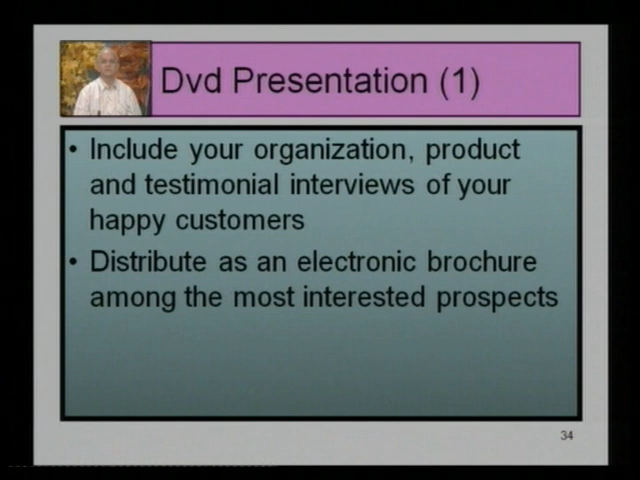 Dvd Presentation (1)
• Include your organization, product
and testimonial interviews of your
happy customers
• Distribute as an electronic brochure
among the most interested prospects
34